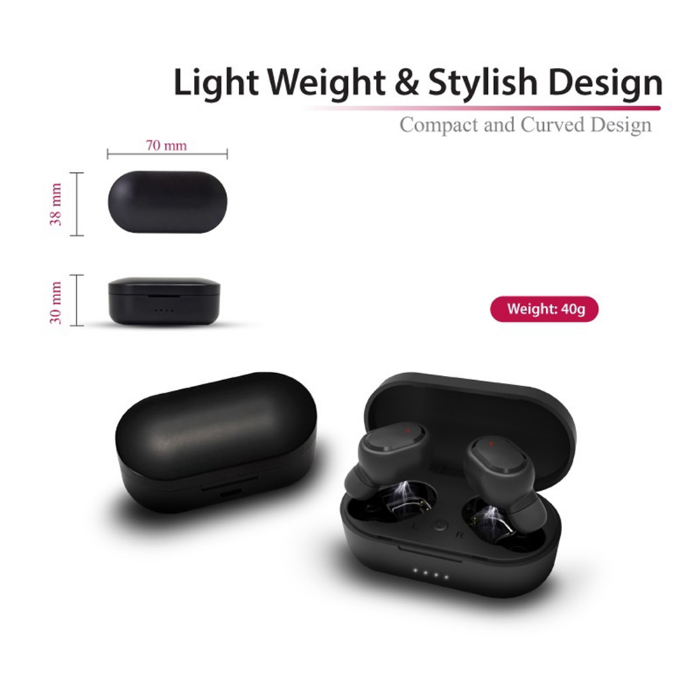 Light Weight & Stylish Design
Compact and Curved Design
70 mm
38 mm
30 mm
Weight: 40g
L
R